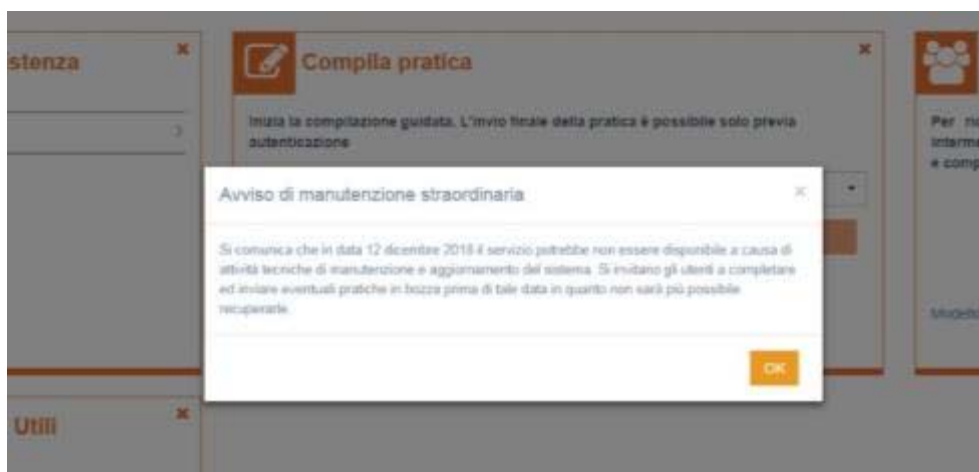 stenza
Compila pratica
Inizia la compilazione guidata. L'invio finale della pratica è possibile solo previa
autenticazione
Per
interme
e comp
Avviso di manutenzione straordinaria
Si comunica che in data 12 dicembre 2018 il servizio potrebbe non essere disponibile a causa di
attività tecniche di manutenzione e aggiornamento del sistema. Si invitano gli utenti a completare
ed inviare eventuali pratiche in bozza prima di tale data in quanto non sarà più possibile
recuperarle.
OK
Modello
Utili